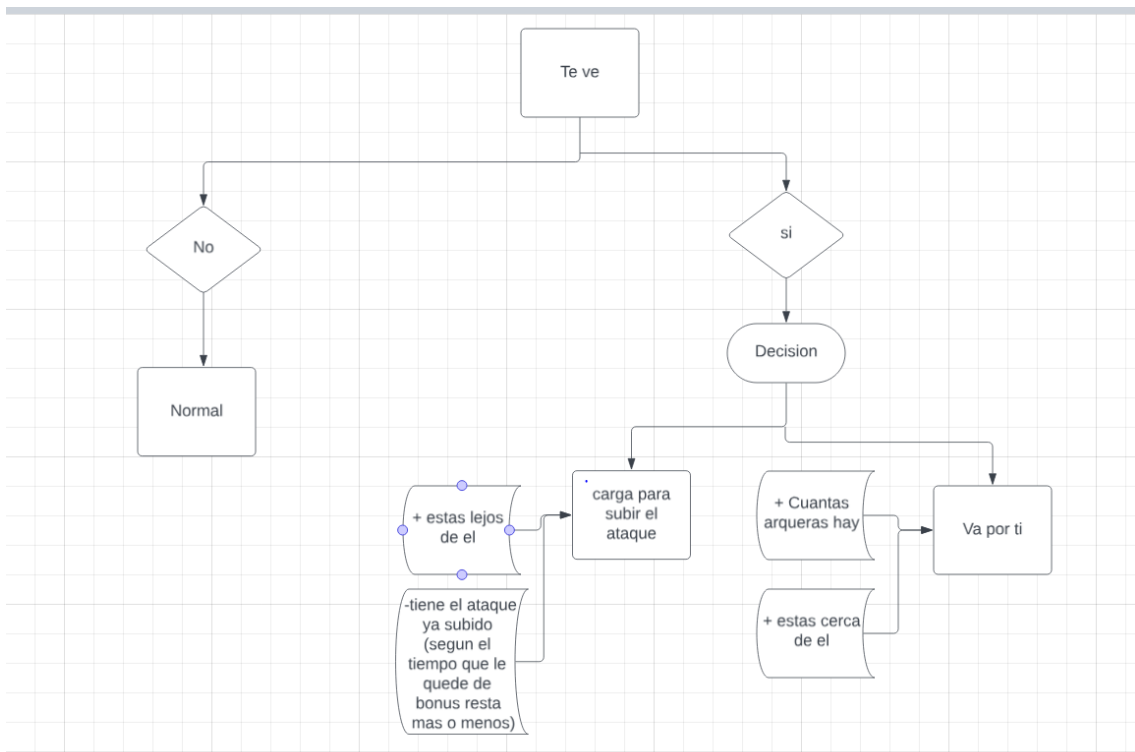 Te ve
No
si
Decision
Normal
+ estas lejos
de el
carga para
subir el
ataque
+ Cuantas
arqueras hay
Va por ti
-tiene el ataque
ya subido
(segun el
tiempo que le
quede de
bonus resta
mas o menos)
+ estas cerca
de el